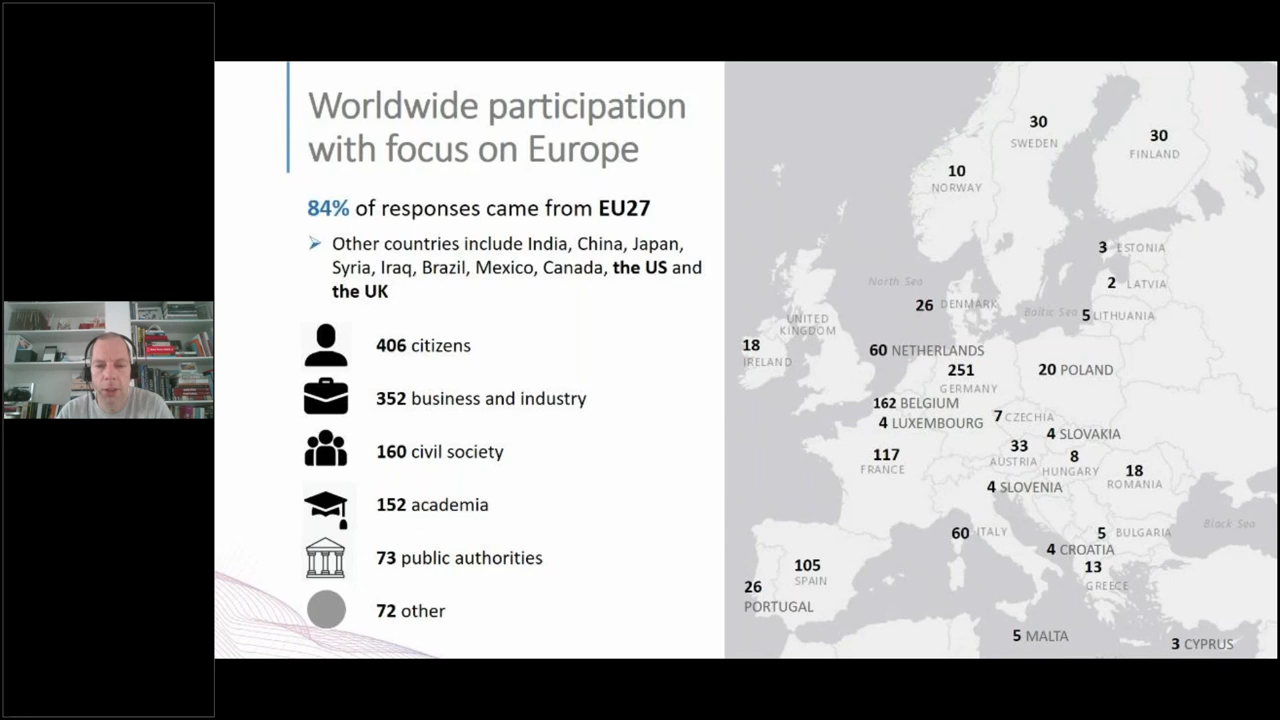 Worldwide participation
with focus on Europe
84% of responses came from EU27
Other countries include India, China, Japan,
Syria, Iraq, Brazil, Mexico, Canada, the US and
the UK
406 citizens
352 business and industry
160 civil society
152 academia
73 public authorities
72 other
30
SWEDEN
30
FINLAND
10
NORWAY
3 ESTONIA
2 LATVIA
5 LITHUANIA
North Sea
26 DENMARK
Baltic Sea
UNITED
KINGDOM
18
IRELAND
60 NETHERLANDS
251
GERMANY
20 POLAND
162 BELGIUM
4 LUXEMBOURG
7 CZECHIA
4 SLOVAKIA
117
FRANCE
33
AUSTRIA
8
HUNGARY
18
ROMANIA
4 SLOVENIA
Black Sea
60 ITALY
5 BULGARIA
4 CROATIA
13
GREECE
105
SPAIN
26
PORTUGAL
5 MALTA
3 CYPRUS